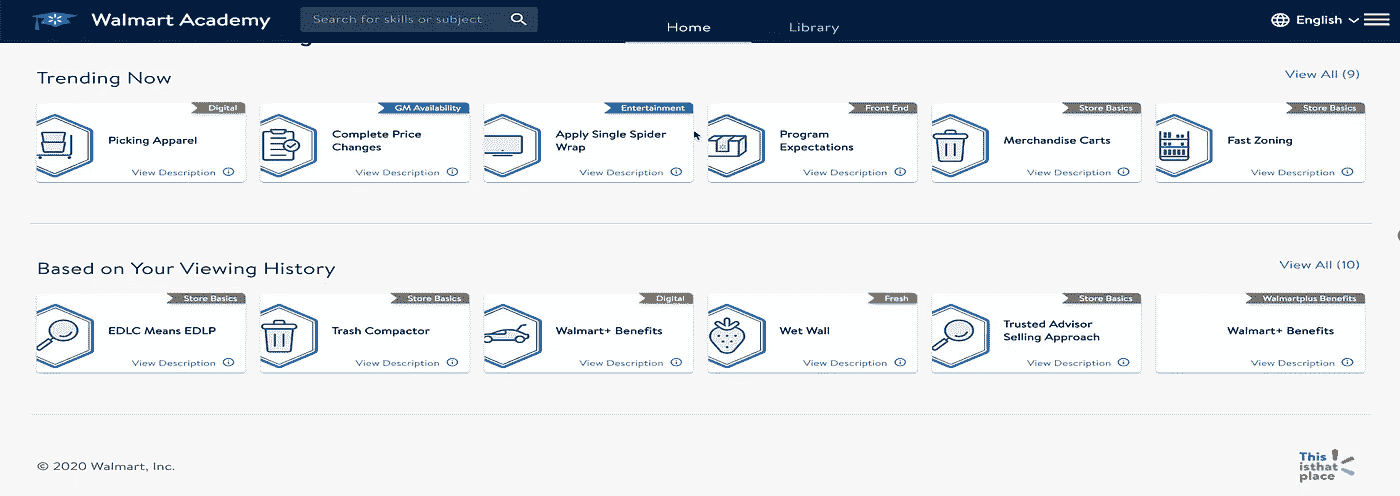 Walmart Academy
Search for skills or subject
Home
Library
English
Trending Now
View All (9)
Digital
Picking Apparel
View Description
GM Availability
Complete Price
Changes
View Description
Entertainment
Apply Single Spider
Wrap
View Description
Front End
Program
Expectations
View Description
Store Basics
Merchandise Carts
View Description
Store Basics
Fast Zoning
View Description
Based on Your Viewing History
View All (10)
Store Basics
EDLC Means EDLP
View Description
Store Basics
Trash Compactor
View Description
Digital
Walmart+ Benefits
View Description
Fresh
Wet Wall
View Description
Store Basics
Trusted Advisor
Selling Approach
View Description
Walmartplus Benefits
Walmart+ Benefits
View Description
© 2020 Walmart, Inc.
This
isthat
place